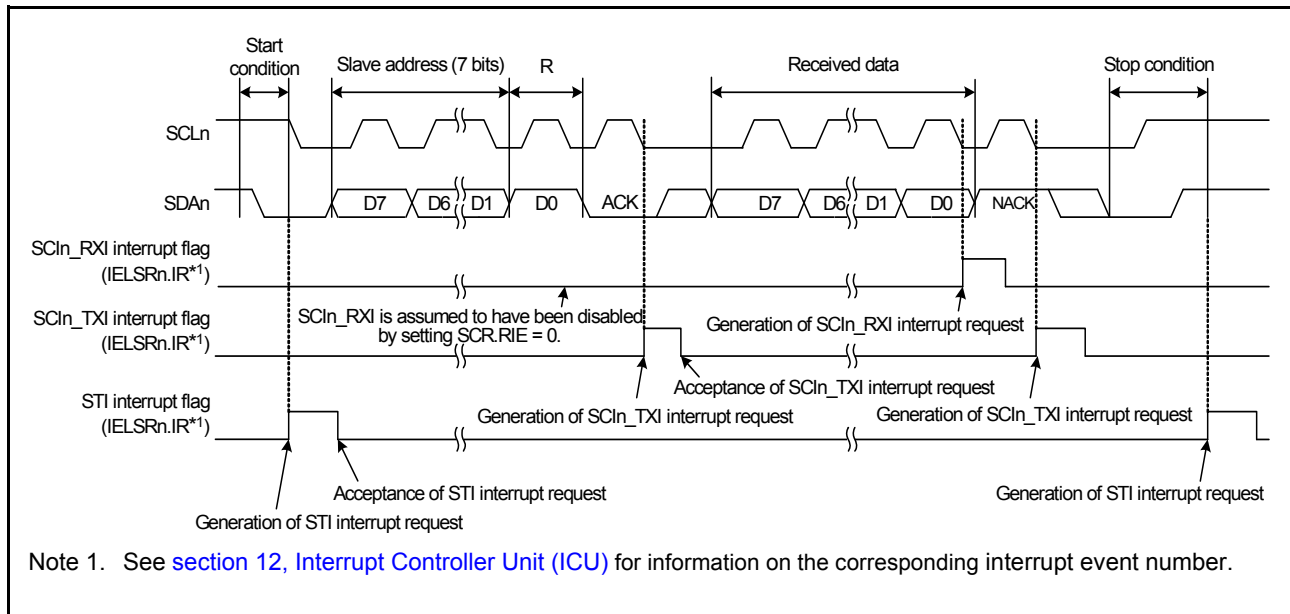 Start
condition
Slave address (7 bits)
R
Received data
Stop condition
SCLn
SDAn
D7
D6
D1
D0
ACK
D7
D6
D1
D0
NACK
SCIn_RXI interrupt flag
(IELSRn.IR*1)
SCIn_RXI is assumed to have been disabled
by setting SCR.RIE = 0.
Generation of SCIn_RXI interrupt request
SCIn_TXI interrupt flag
(IELSRn.IR*1)
Acceptance of SCIn_TXI interrupt request
Generation of SCIn_TXI interrupt request
Generation of SCIn_TXI interrupt request
STI interrupt flag
(IELSRn.IR*1)
Acceptance of STI interrupt request
Generation of STI interrupt request
Generation of STI interrupt request
Note 1. See section 12, Interrupt Controller Unit (ICU) for information on the corresponding interrupt event number.